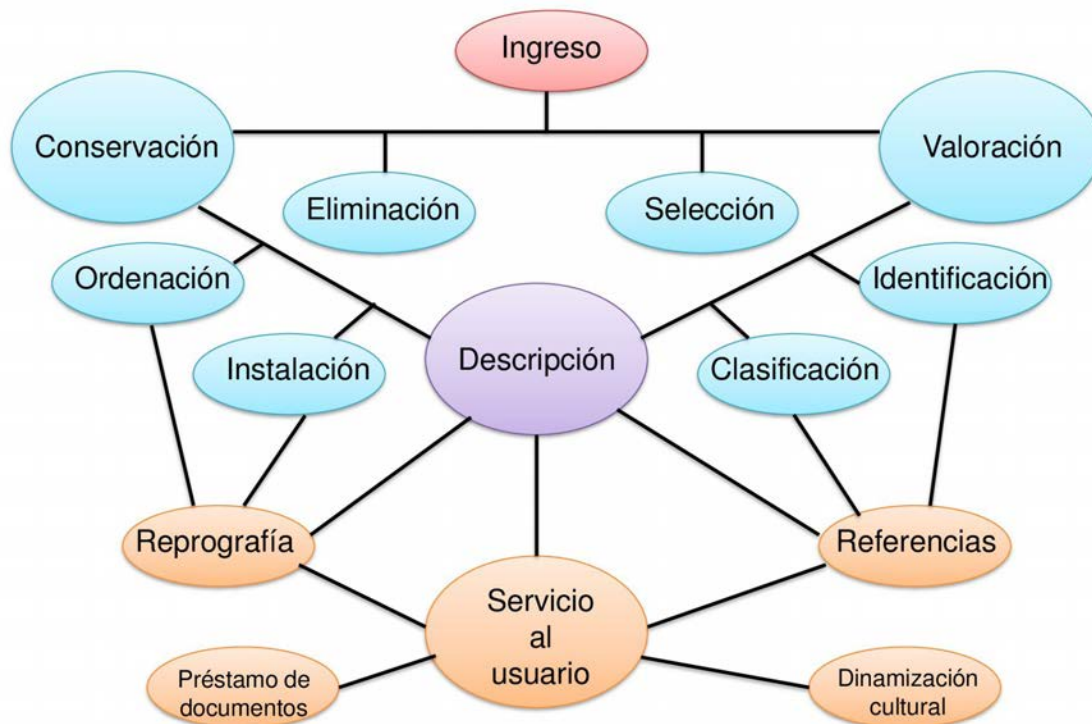 Ingreso
Conservación
Valoración
Eliminación
Selección
Ordenación
Identificación
Instalación
Descripción
Clasificación
Reprografía
Referencias
Servicio
al
usuario
Préstamo de
documentos
Dinamización
cultural